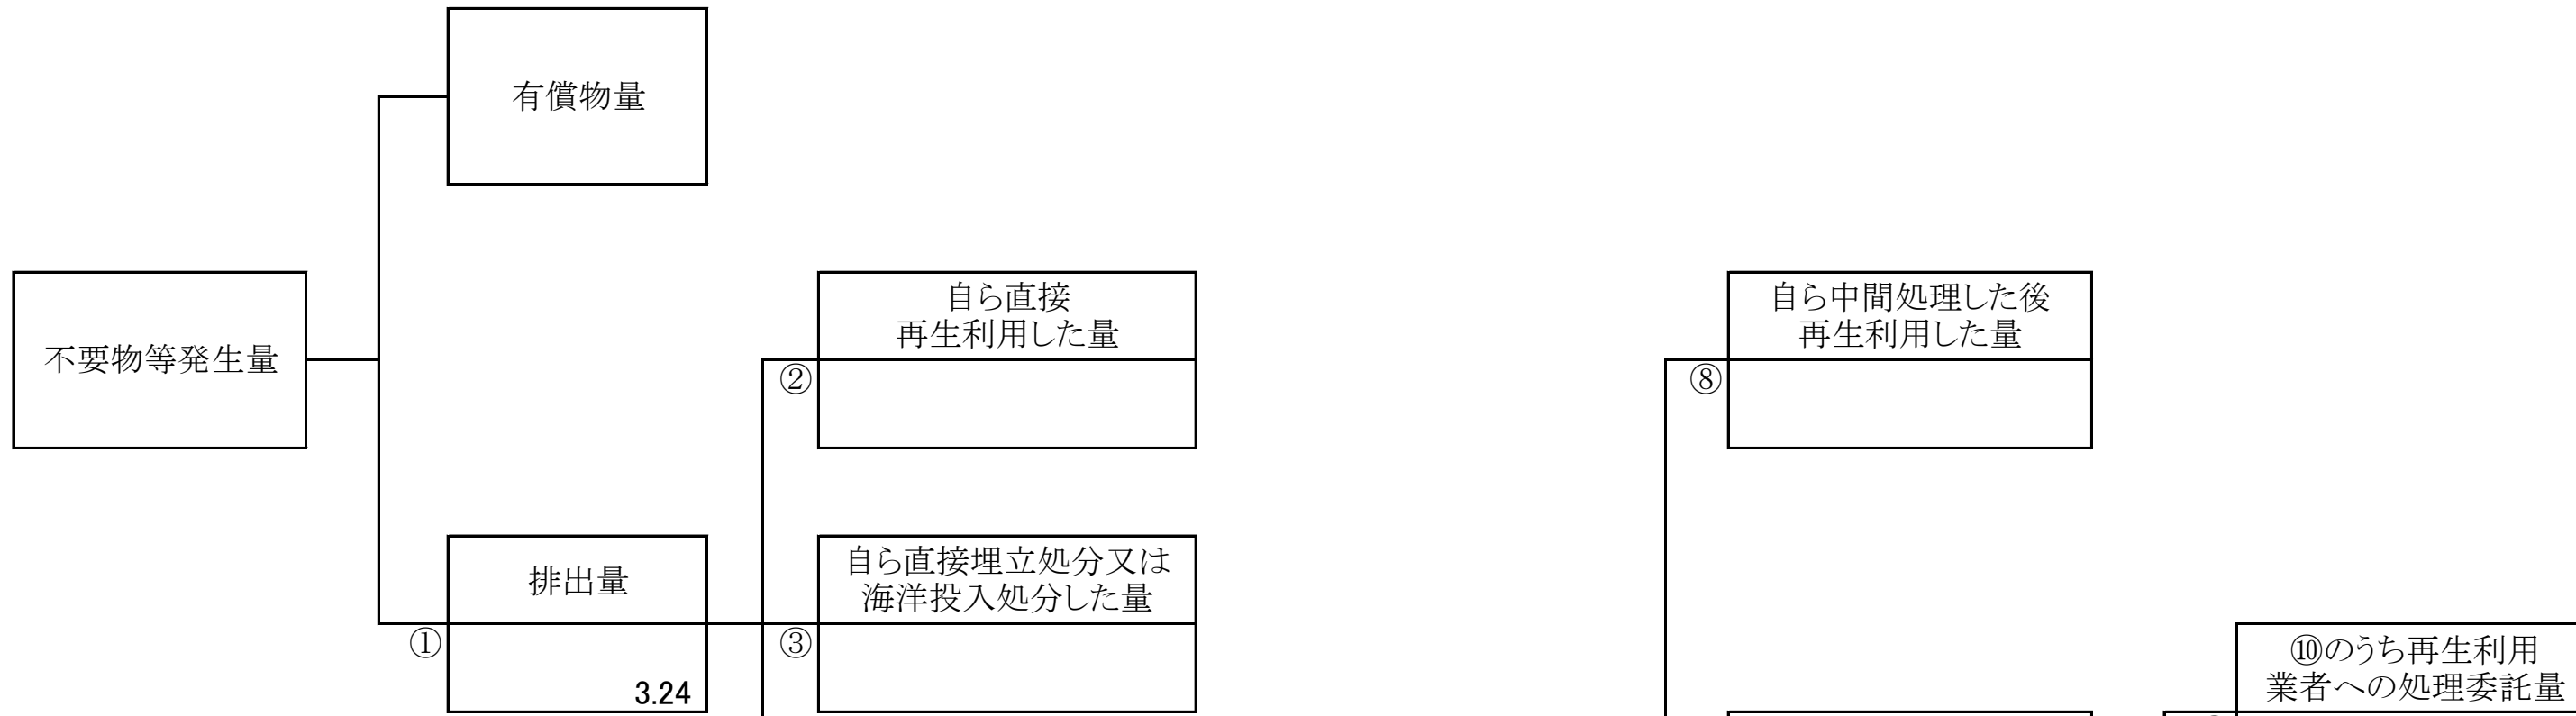 有償物量
不要物等発生量
自ら直接
再生利用した量
②
自ら中間処理した後
再生利用した量
⑧
排出量
①
3.24
自ら直接埋立処分又は
海洋投入処分した量
③
⑩のうち再生利用
業者への処理委託量